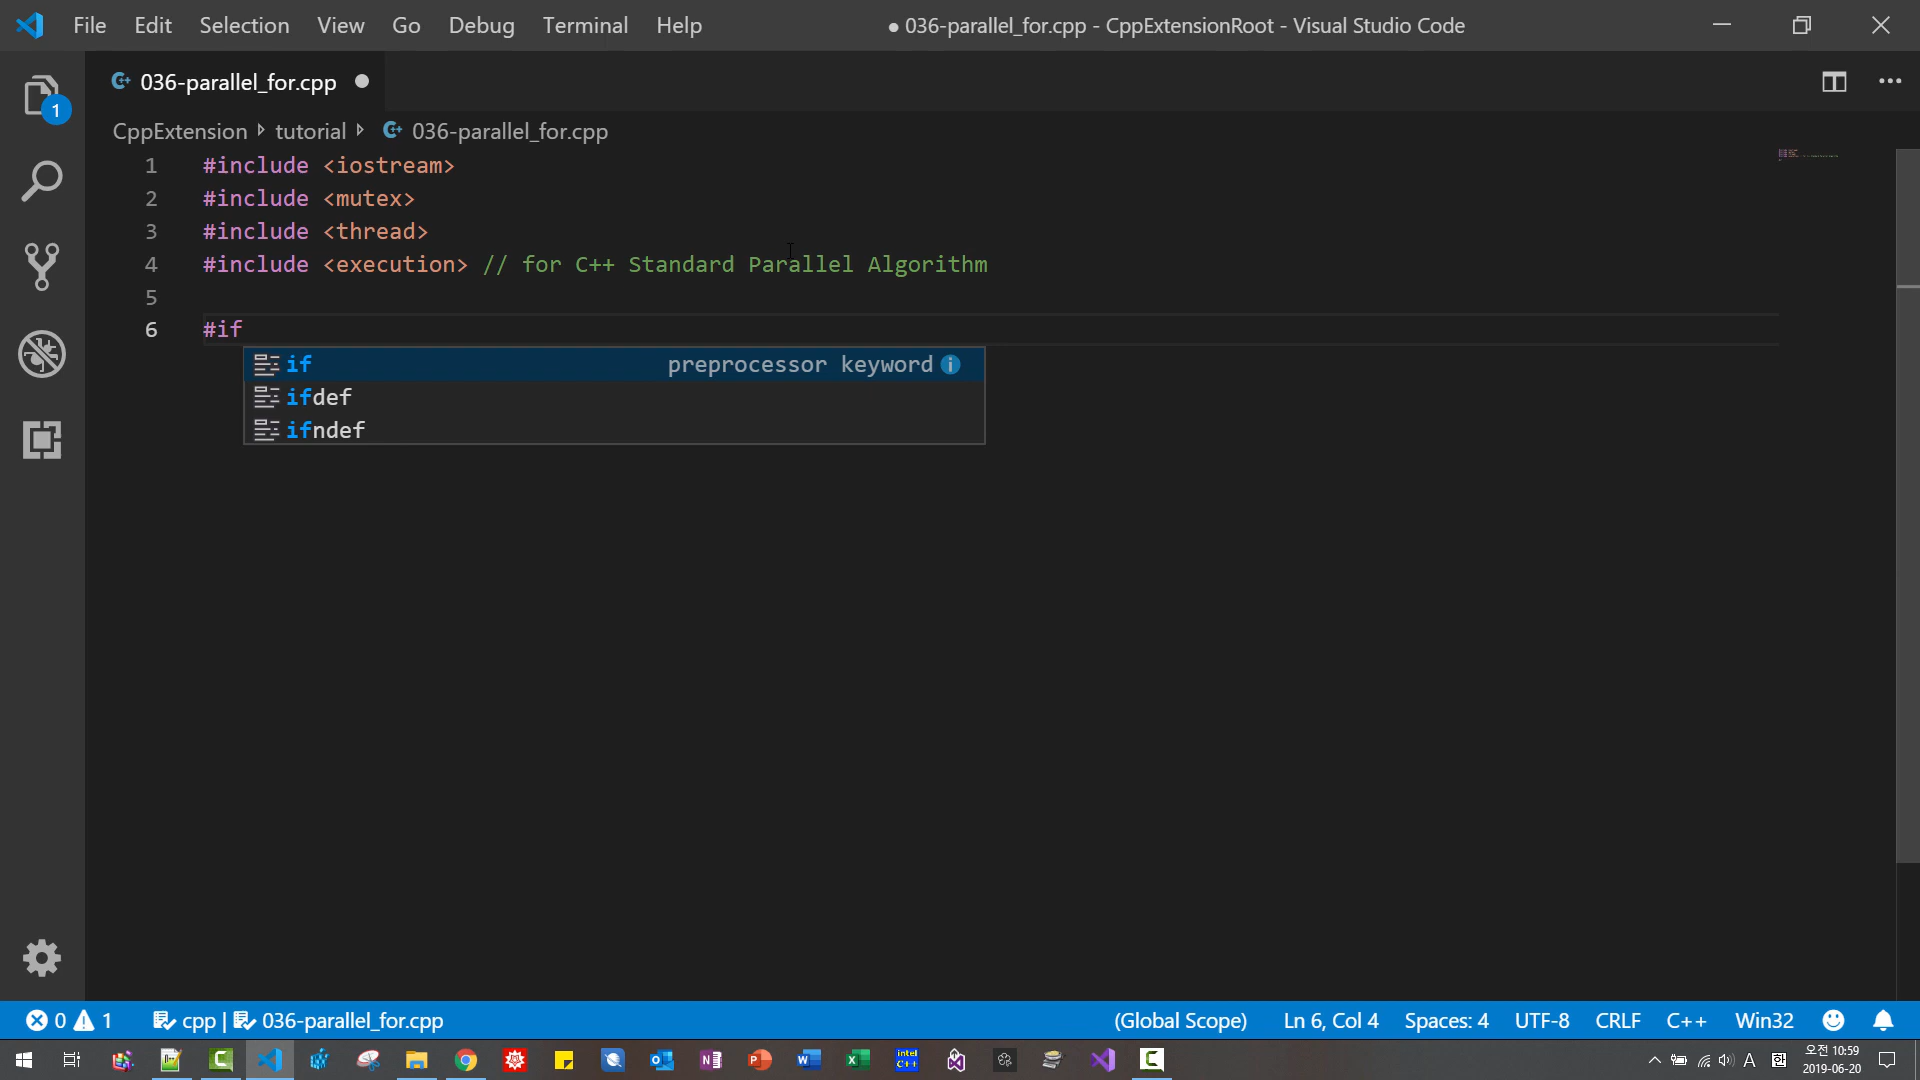 File Edit Selection View Go Debug Terminal Help ● 036-parallel_for.cpp - CppExtensionRoot - Visual Studio Code
036-parallel_for.cpp
1
CppExtension tutorial 036-parallel_for.cpp
1 #include <iostream>
2 #include <mutex>
3 #include <thread>
4 #include <execution> // for C++ Standard Parallel Algorithm
5
6 #if
if preprocessor keyword
ifdef
ifndef
0 1 cpp | 036-parallel_for.cpp (Global Scope) Ln 6, Col 4 Spaces: 4 UTF-8 CRLF C++ Win32
intel C++ A 오전 10:59
2019-06-20